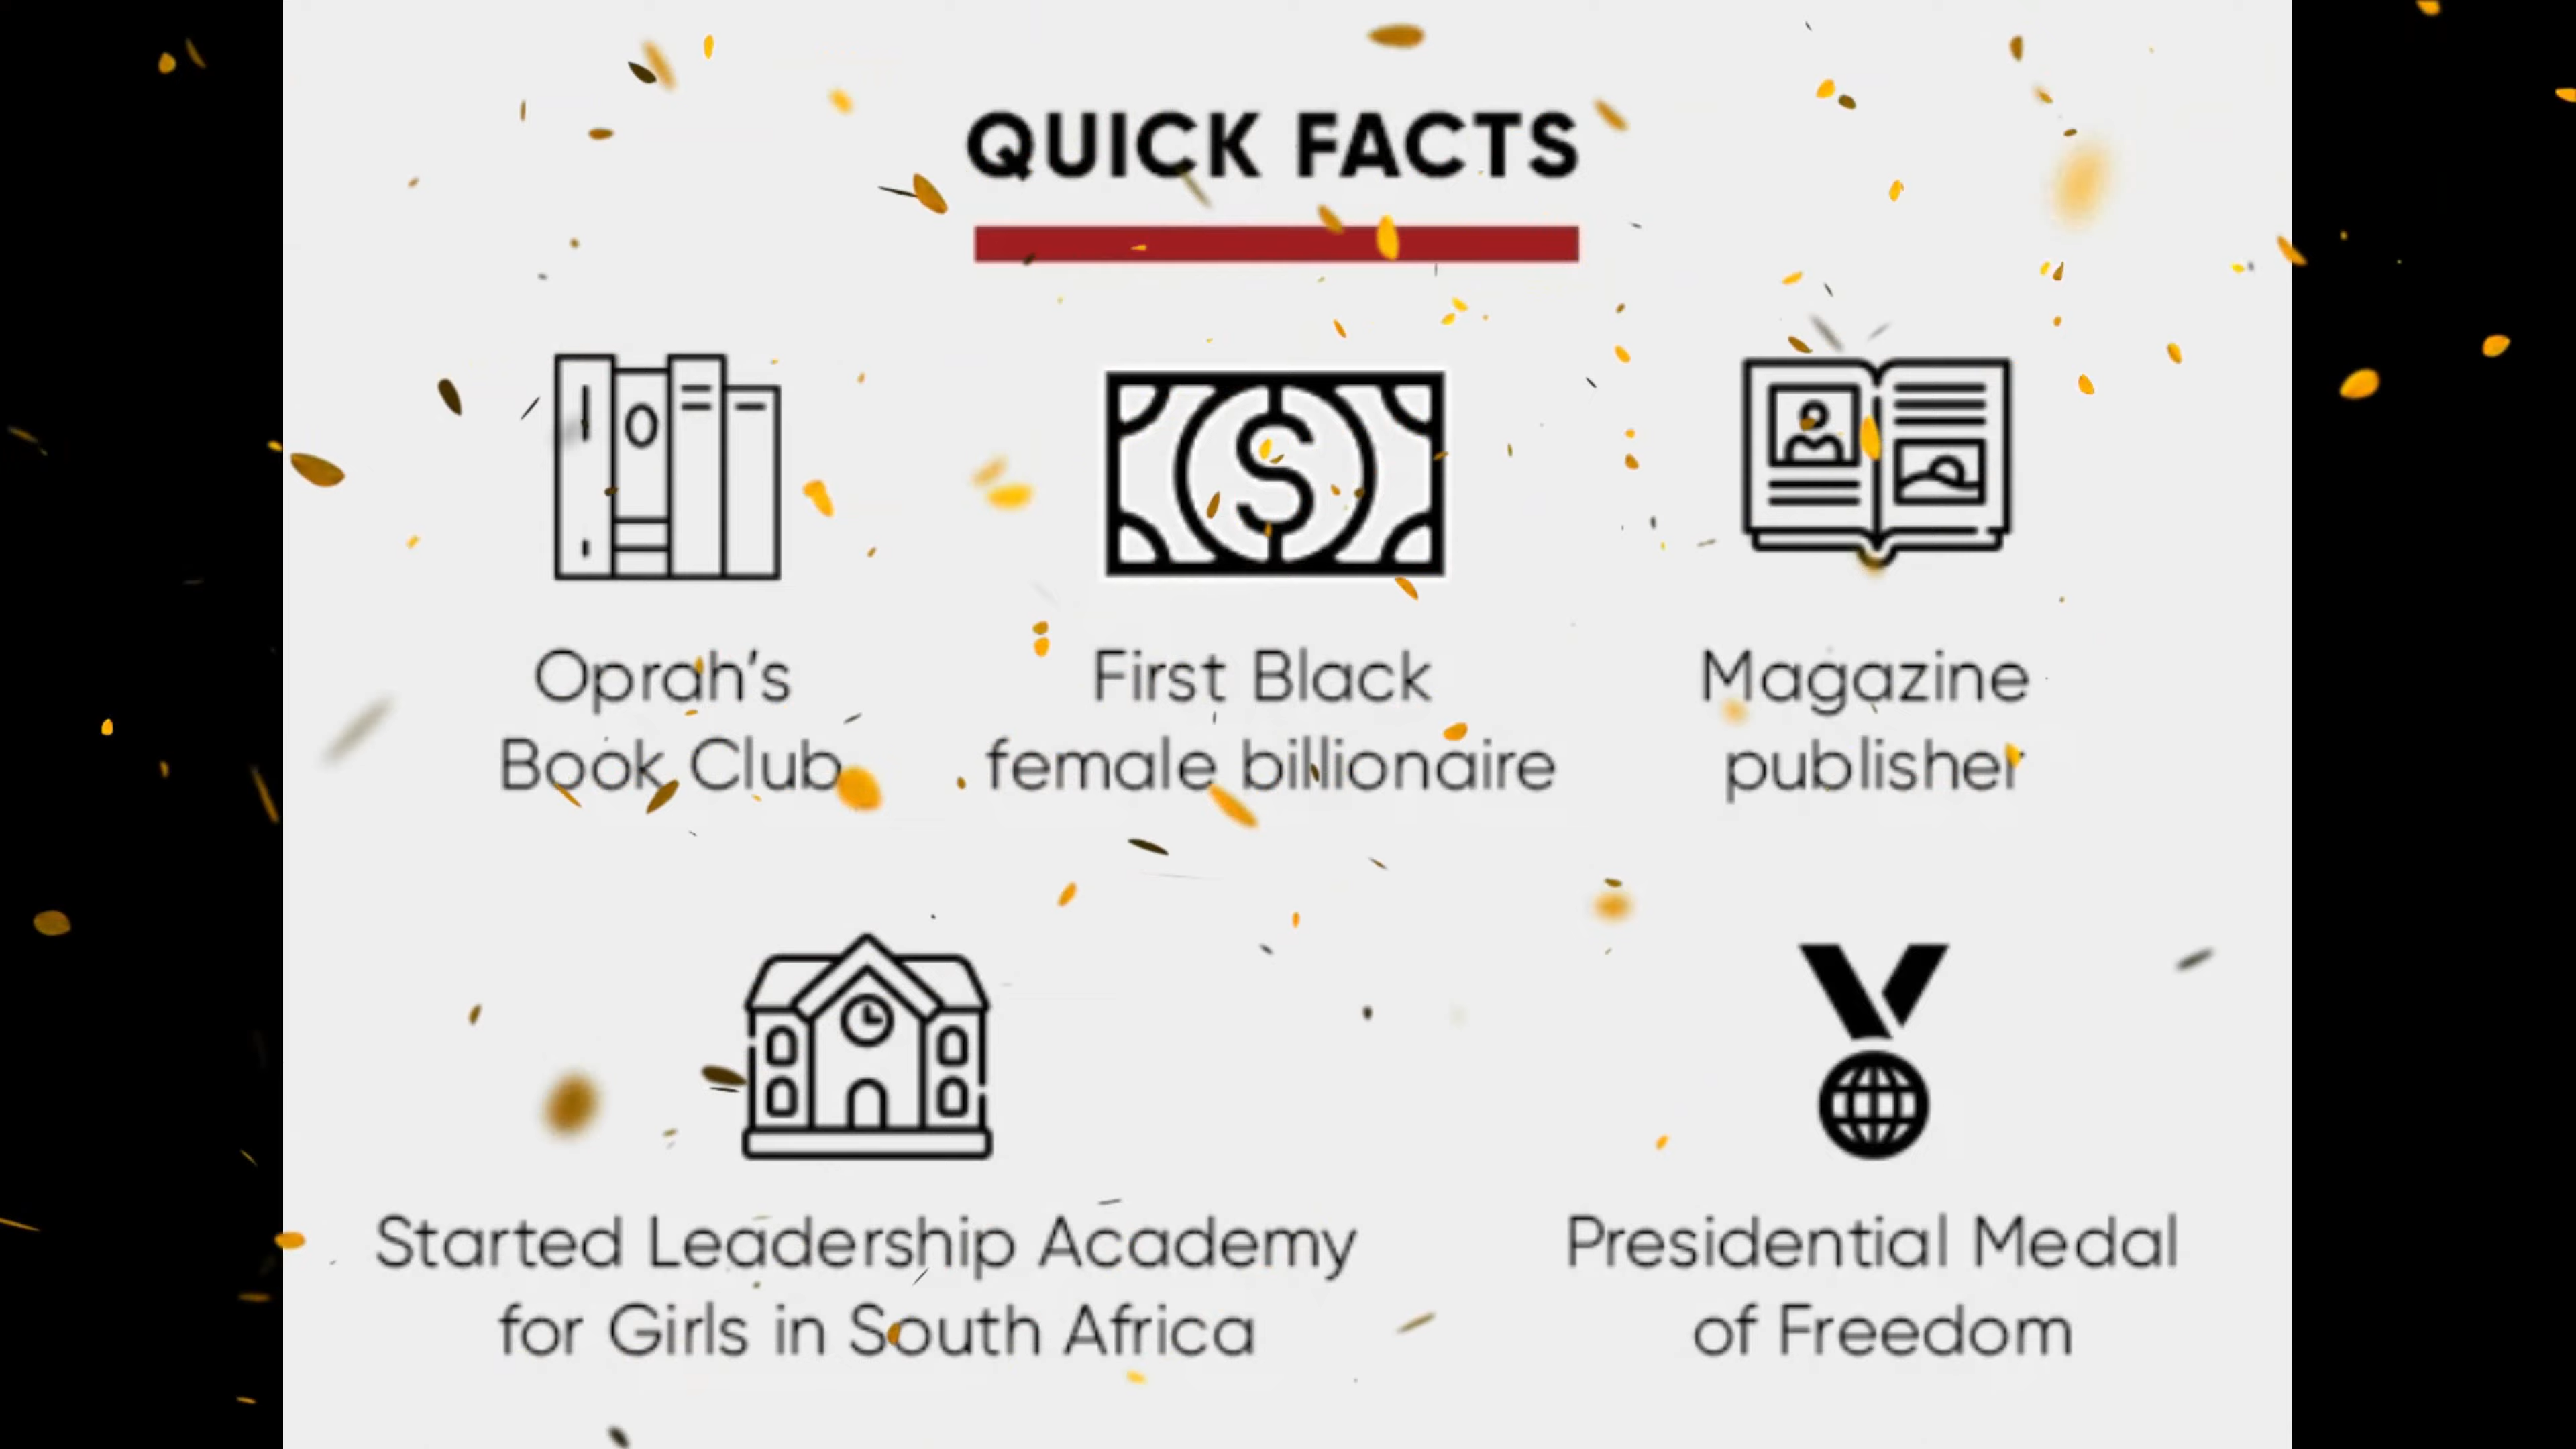 QUICK FACTS
Oprah's
Book Club
First Black
female billionaire
Magazine
publisher
Started Leadership Academy
for Girls in South Africa
Presidential Medal
of Freedom